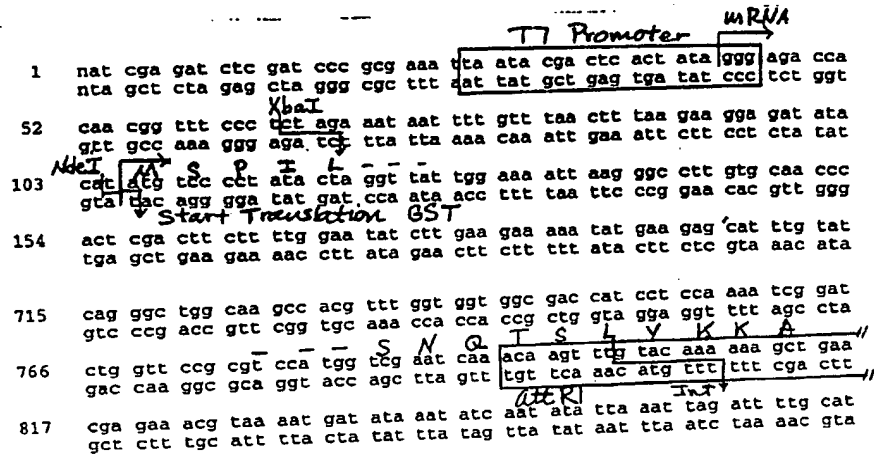 T7 Promoter mRNA
1 nat cga gat ctc gat ccc gcg aaa tta ata cga ctc act ata ggg aga cca
nta gct cta gag cta ggg cgc ttt aat tat gct gag tga tat ccc tct ggt
XbaI
52 caa cgg ttt ccc tct aga aat aat ttt gtt taa ctt taa gaa gga gat ata
gtt gcc aaa ggg aga tct tta tta aaa caa att gaa att ctt cct cta tat
NdeI M S P I L
103 cat atg tcc cct ata cta ggt tat tgg aaa att aag ggc ctt gtg caa ccc
gta tac agg gga tat gat cca ata acc ttt taa ttc ccg gaa cac gtt ggg
Start Translation GST
154 act cga ctt ctt ttg gaa tat ctt gaa gaa aaa tat gaa gag cat ttg tat
tga gct gaa gaa aac ctt ata gaa ctt ctt ttt ata ctt ctc gta aac ata
715 cag ggc tgg caa gcc acg ttt ggt ggt ggc gac cat cct cca aaa tcg gat
gtc ccg acc gtt cgg tgc aaa cca cca ccg ctg gta gga ggt ttt agc cta
S N Q T S L Y K K A
766 ctg gtt ccg cgt cca tgg tcg aat caa aca agt ttg tac aaa aaa gct gaa
gac caa ggc gca ggt acc agc tta gtt tgt tca aac atg ttt ttt cga ctt
attR1 Int
817 cga gaa acg taa aat gat ata aat atc aat ata tta aat tag att ttg cat
gct ctt tgc att tta cta tat tta tag tta tat aat tta atc taa aac gta